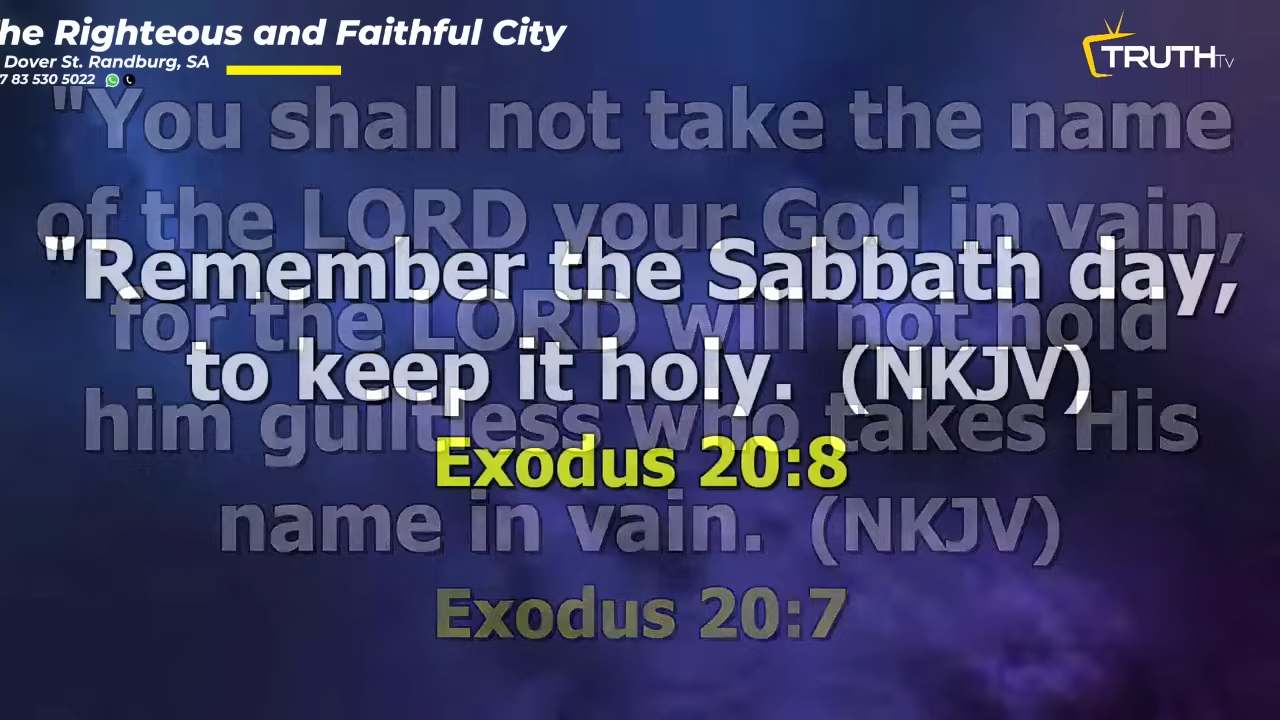 he Righteous and Faithful City
Dover St. Randburg, SA
7 83 530 5022
TRUTHTV
"You shall not take the name
of the LORD your God in vain,
for the LORD will not hold
him guiltless who takes His
name in vain. (NKJV)
Exodus 20:7
"Remember the Sabbath day,
to keep it holy. (NKJV)
Exodus 20:8